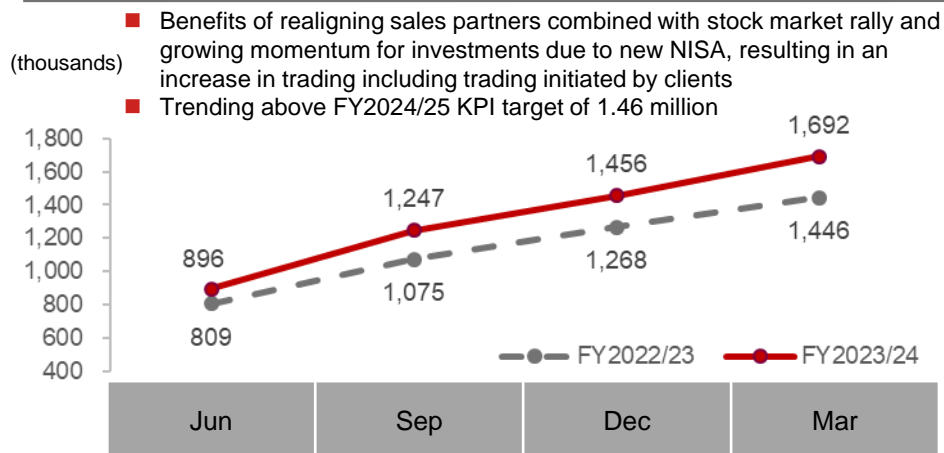 Benefits of realigning sales partners combined with stock market rally and
growing momentum for investments due to new NISA, resulting in an
increase in trading including trading initiated by clients
Trending above FY2024/25 KPI target of 1.46 million
(thousands)
1,800
1,600
1,400
1,200
1,000
800
600
400
896
1,247
1,456
1,692
809
1,075
1,268
1,446
FY2022/23
FY2023/24
Jun
Sep
Dec
Mar